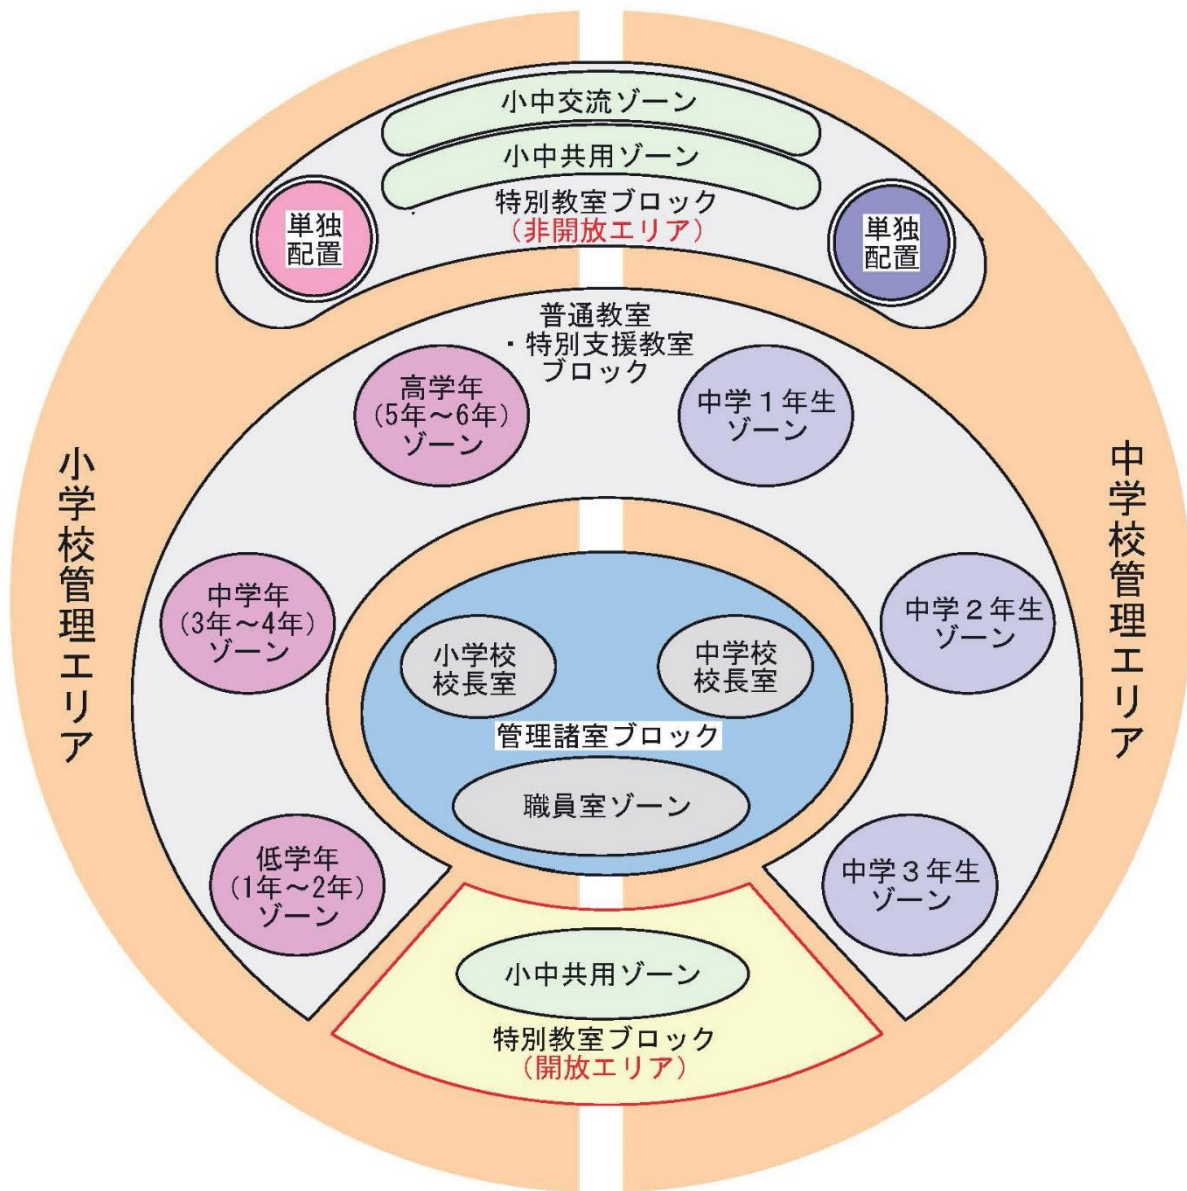 小中交流ゾーン
小中共用ゾーン
特別教室ブロック
(非開放エリア)
単独
配置
単独
配置
普通教室
・特別支援教室
ブロック
高学年
(5年～6年)
ゾーン
中学１年生
ゾーン
小学校管理エリア
中学校管理エリア
中学年
(3年～4年)
ゾーン
中学２年生
ゾーン
小学校
校長室
中学校
校長室
管理諸室ブロック
職員室ゾーン
低学年
(1年～2年)
ゾーン
中学３年生
ゾーン
小中共用ゾーン
特別教室ブロック
(開放エリア)